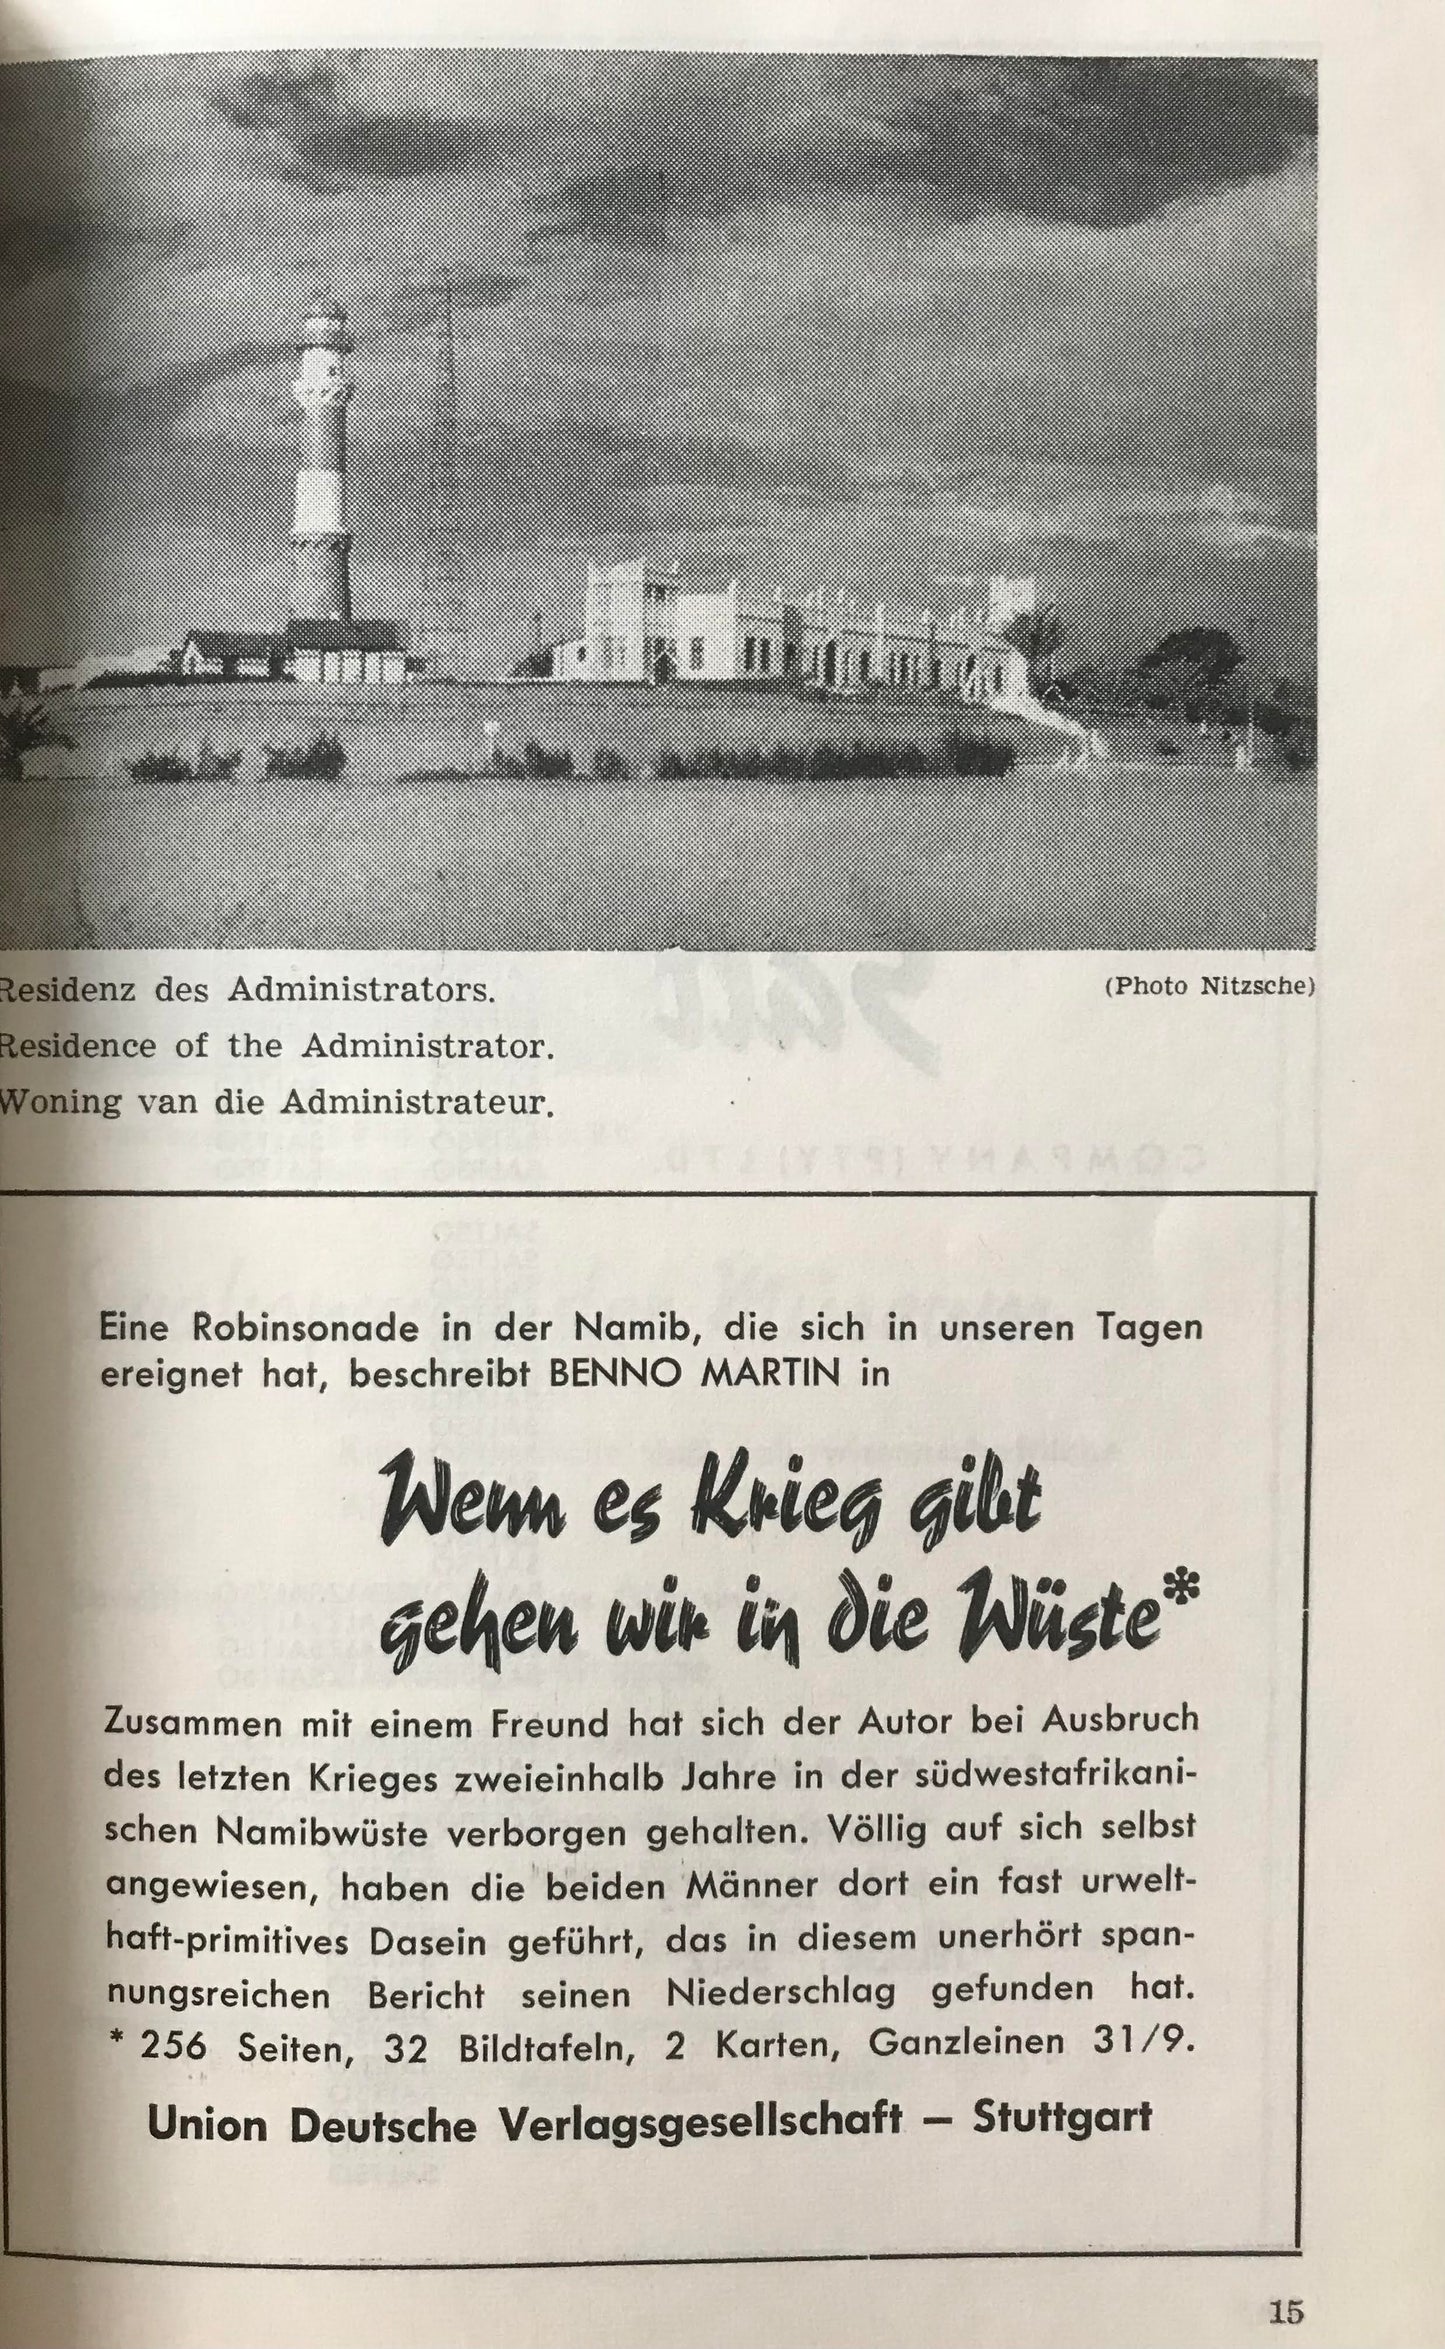 Residenz des Administrators.
(Photo Nitzsche)
Residence of the Administrator.
Woning van die Administrateur.
Eine Robinsonade in der Namib, die sich in unseren Tagen
ereignet hat, beschreibt BENNO MARTIN in
Wenn es Krieg gibt
gehen wir in die Wüste*
Zusammen mit einem Freund hat sich der Autor bei Ausbruch
des letzten Krieges zweieinhalb Jahre in der südwestafrikani-
schen Namibwüste verborgen gehalten. Völlig auf sich selbst
angewiesen, haben die beiden Männer dort ein fast urwelt-
haft-primitives Dasein geführt, das in diesem unerhört span-
nungsreichen Bericht seinen Niederschlag gefunden hat.
* 256 Seiten, 32 Bildtafeln, 2 Karten, Ganzleinen 31/9.
Union Deutsche Verlagsgesellschaft – Stuttgart
15